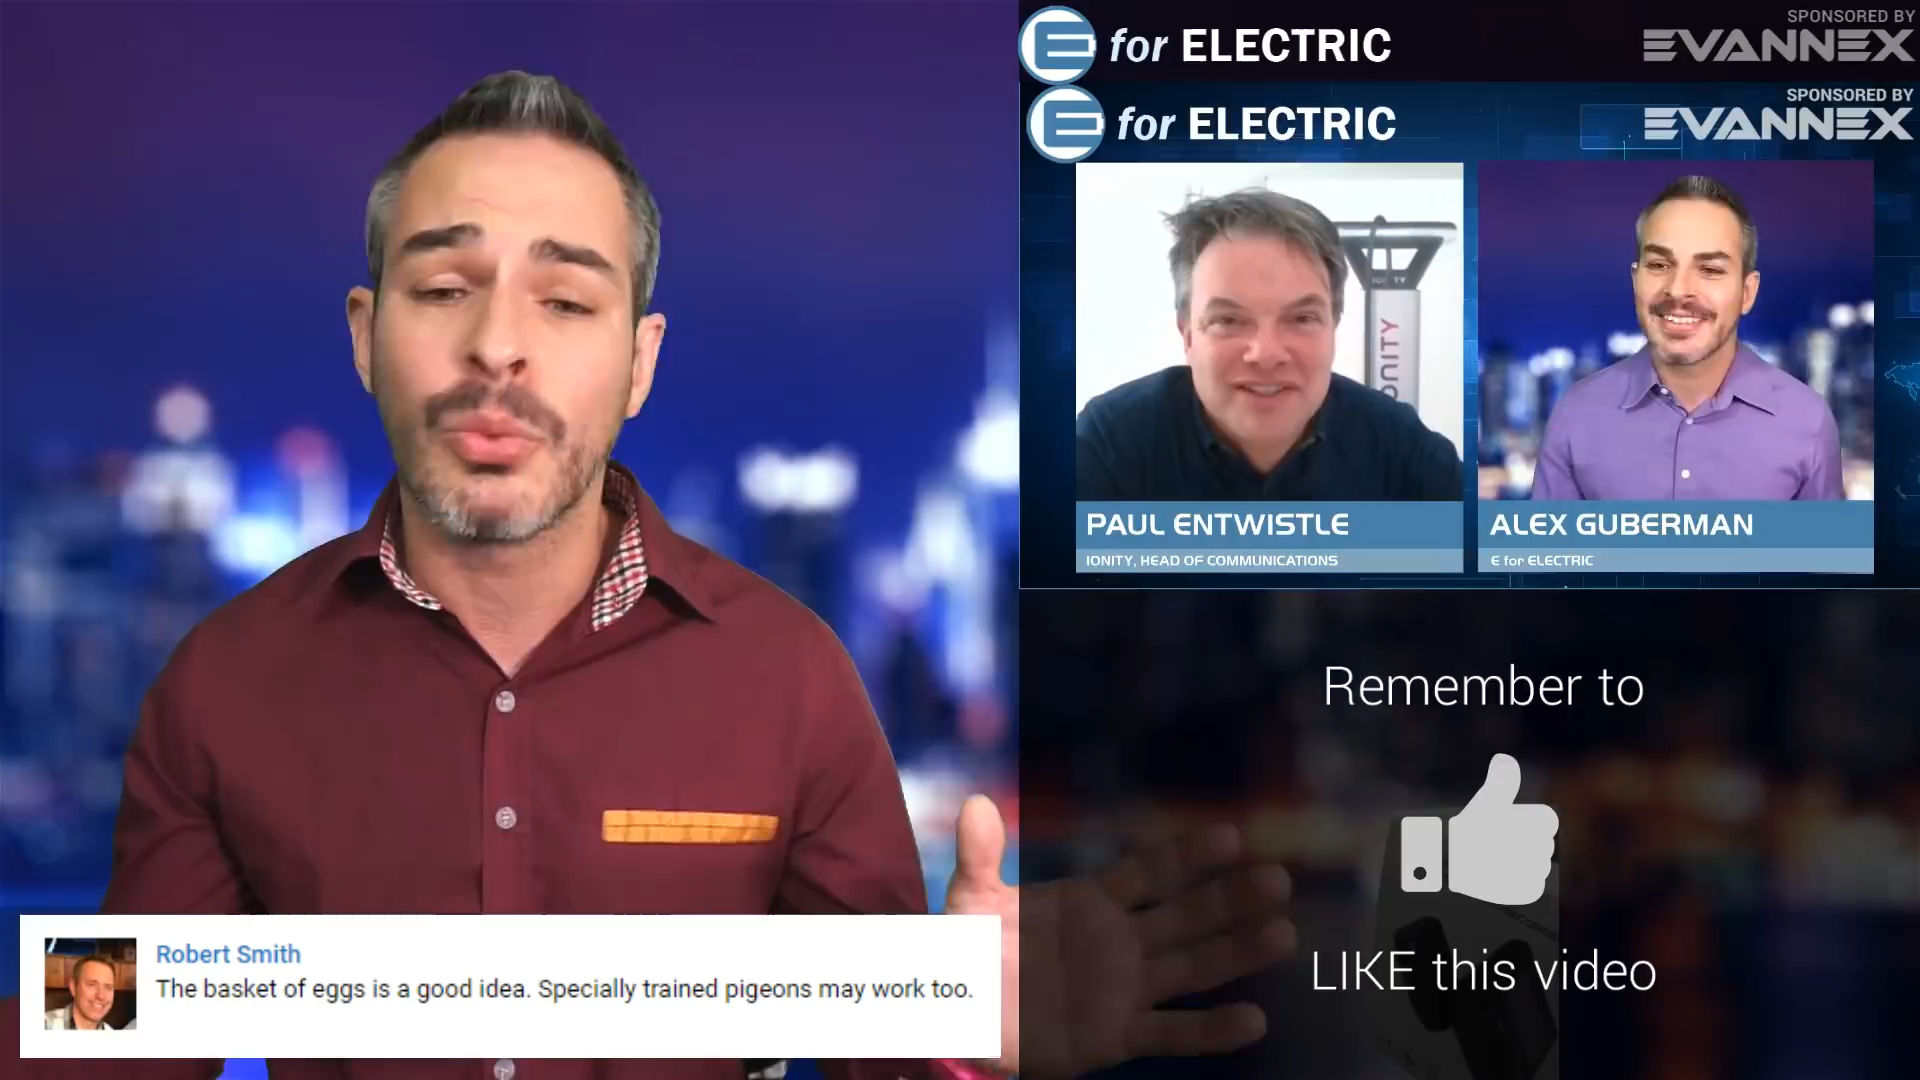 for ELECTRIC
SPONSORED BY
EVANNEX
for ELECTRIC
SPONSORED BY
EVANNEX
IONITY
IONITY
PAUL ENTWISTLE
IONITY, HEAD OF COMMUNICATIONS
ALEX GUBERMAN
E for ELECTRIC
Remember to
LIKE this video
Robert Smith
The basket of eggs is a good idea. Specially trained pigeons may work too.